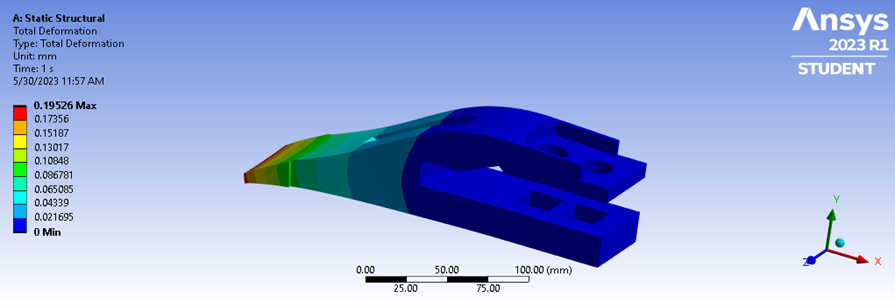 A: Static Structural
Total Deformation
Type: Total Deformation
Unit: mm
Time: 1 s
5/30/2023 11:57 AM
0.19526 Max
0.17356
0.15187
0.13017
0.10848
0.086781
0.065085
0.04339
0.021695
0 Min
Ansys
2023 R1
STUDENT
0.00 50.00 100.00 (mm)
25.00 75.00
Y
Z X